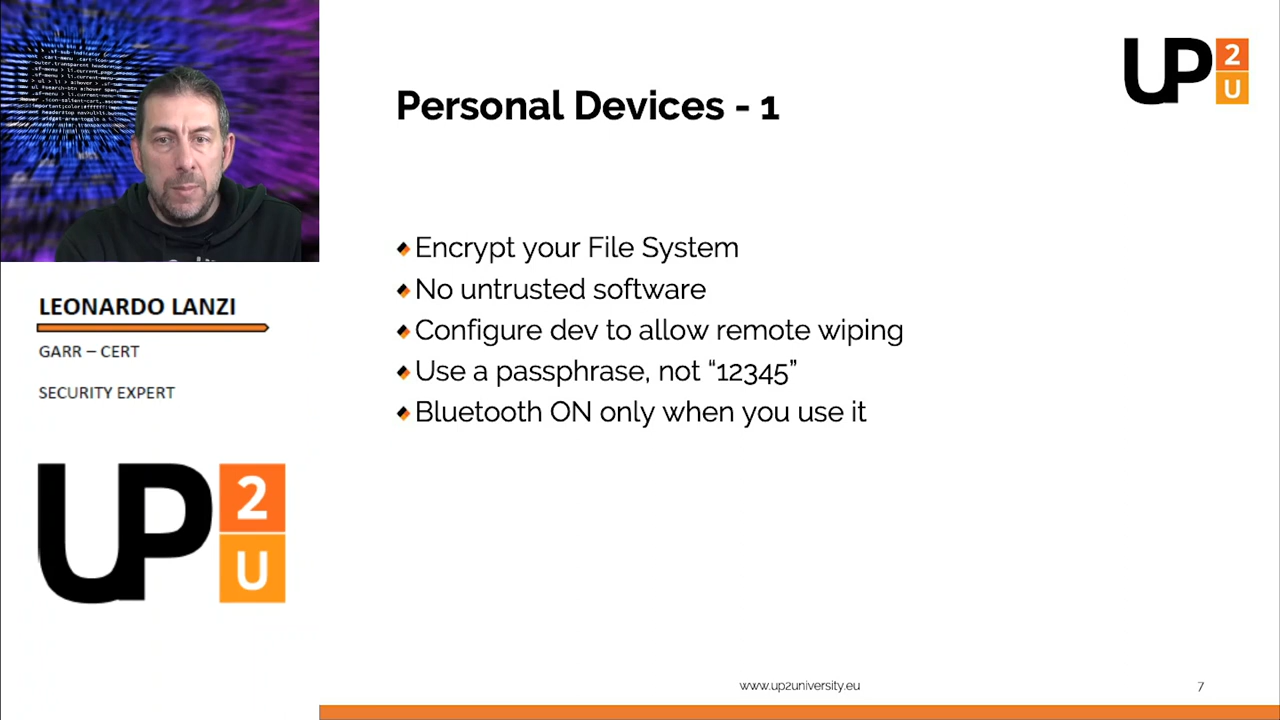 UP2U
Personal Devices - 1
Encrypt your File System
No untrusted software
Configure dev to allow remote wiping
Use a passphrase, not “12345”
Bluetooth ON only when you use it
LEONARDO LANZI
GARR – CERT
SECURITY EXPERT
UP2U
www.up2university.eu
7